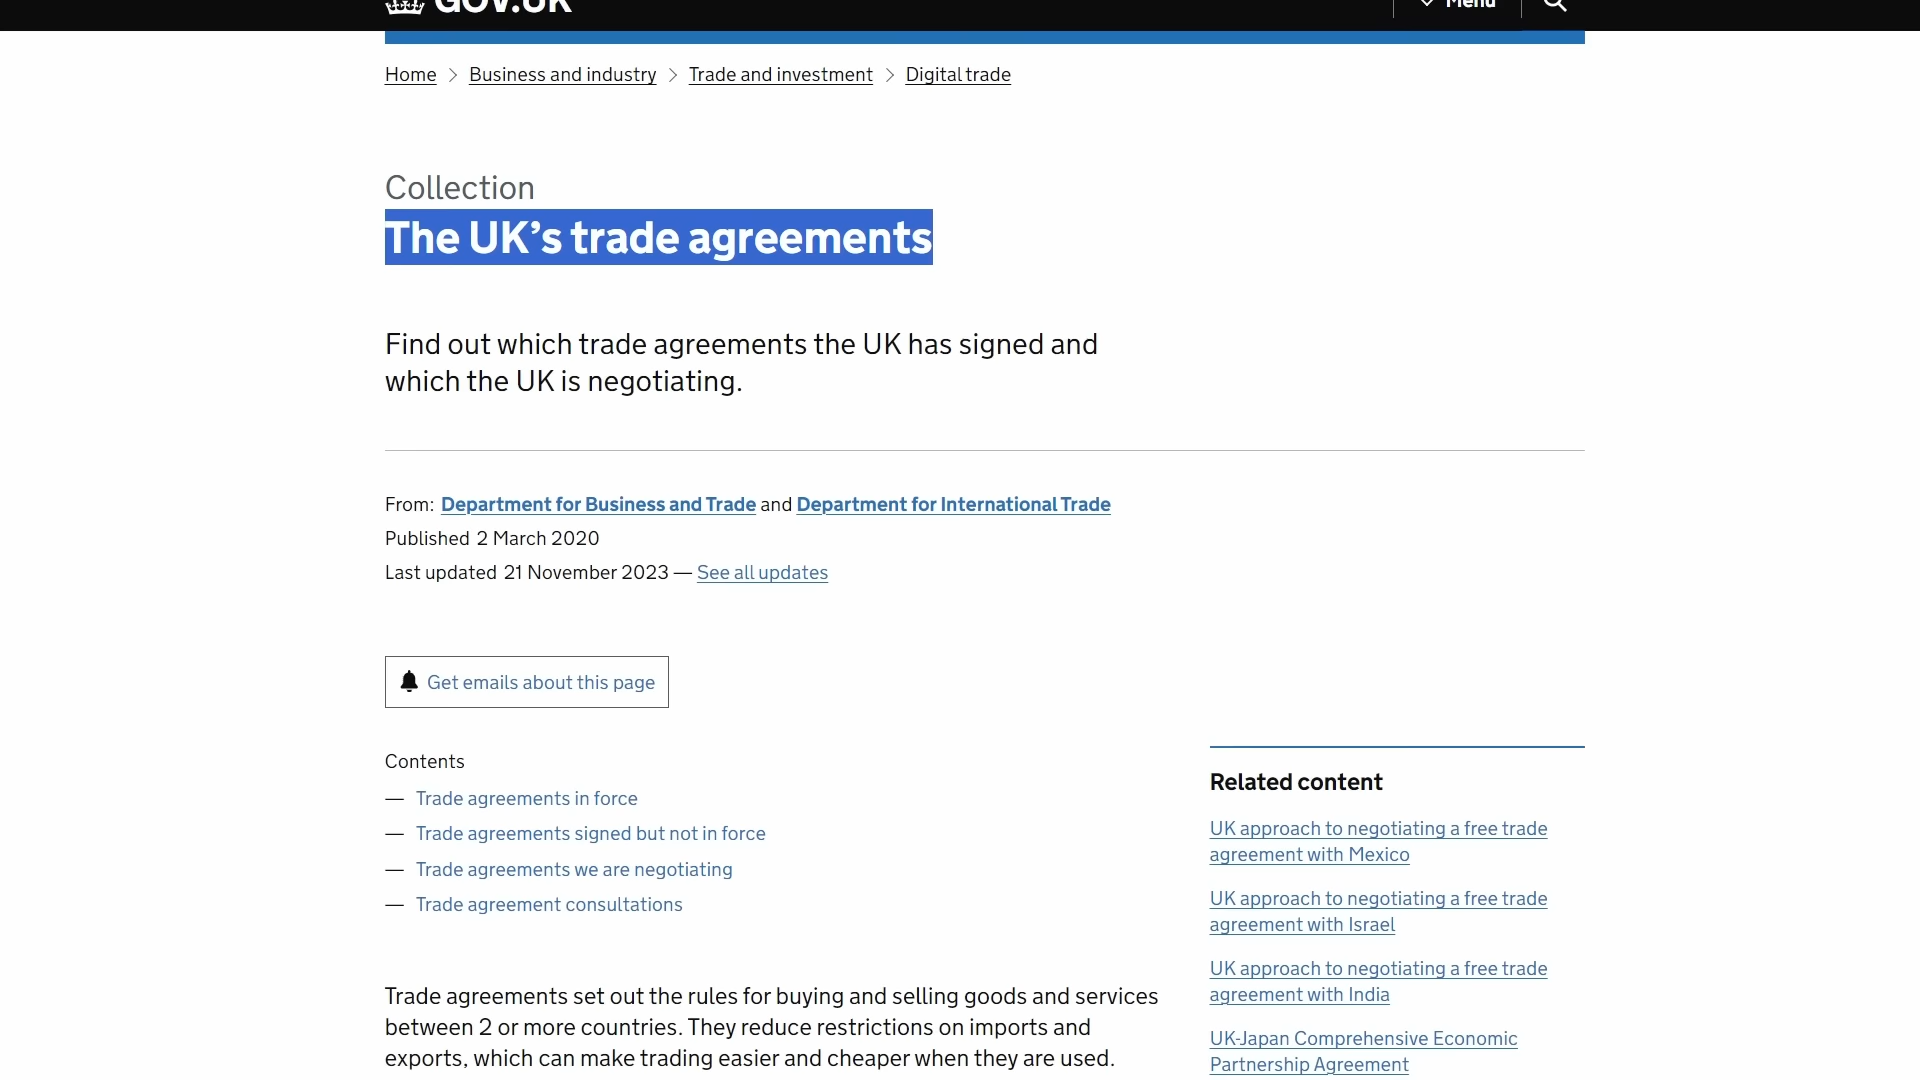 GOV.UK
Menu
Home > Business and industry > Trade and investment > Digital trade
Collection
The UK’s trade agreements
Find out which trade agreements the UK has signed and
which the UK is negotiating.
From: Department for Business and Trade and Department for International Trade
Published 2 March 2020
Last updated 21 November 2023 — See all updates
Get emails about this page
Contents
— Trade agreements in force
— Trade agreements signed but not in force
— Trade agreements we are negotiating
— Trade agreement consultations
Trade agreements set out the rules for buying and selling goods and services
between 2 or more countries. They reduce restrictions on imports and
exports, which can make trading easier and cheaper when they are used.
Related content
UK approach to negotiating a free trade
agreement with Mexico
UK approach to negotiating a free trade
agreement with Israel
UK approach to negotiating a free trade
agreement with India
UK-Japan Comprehensive Economic
Partnership Agreement